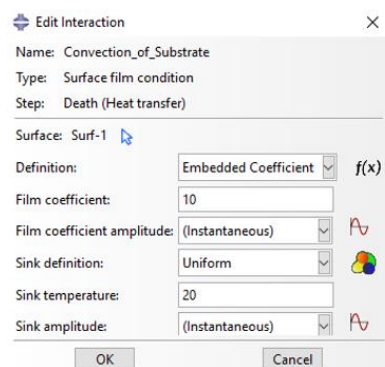 Edit Interaction
Name: Convection_of_Substrate
Type: Surface film condition
Step: Death (Heat transfer)
Surface: Surf-1
Definition: Embedded Coefficient f(x)
Film coefficient: 10
Film coefficient amplitude: (Instantaneous)
Sink definition: Uniform
Sink temperature: 20
Sink amplitude: (Instantaneous)
OK Cancel